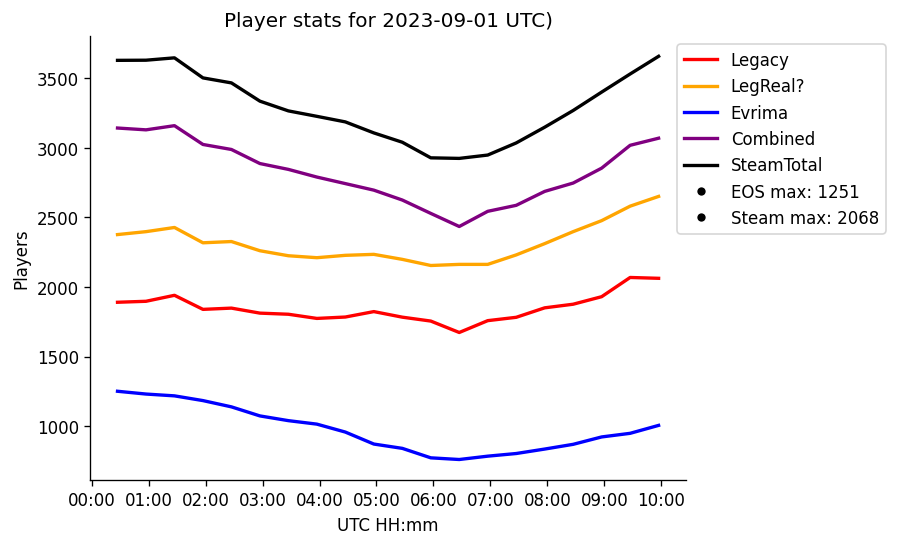 Player stats for 2023-09-01 UTC)
Players
3500
3000
2500
2000
1500
1000
00:00 01:00 02:00 03:00 04:00 05:00 06:00 07:00 08:00 09:00 10:00
UTC HH:mm
Legacy
LegReal?
Evrima
Combined
SteamTotal
EOS max: 1251
Steam max: 2068